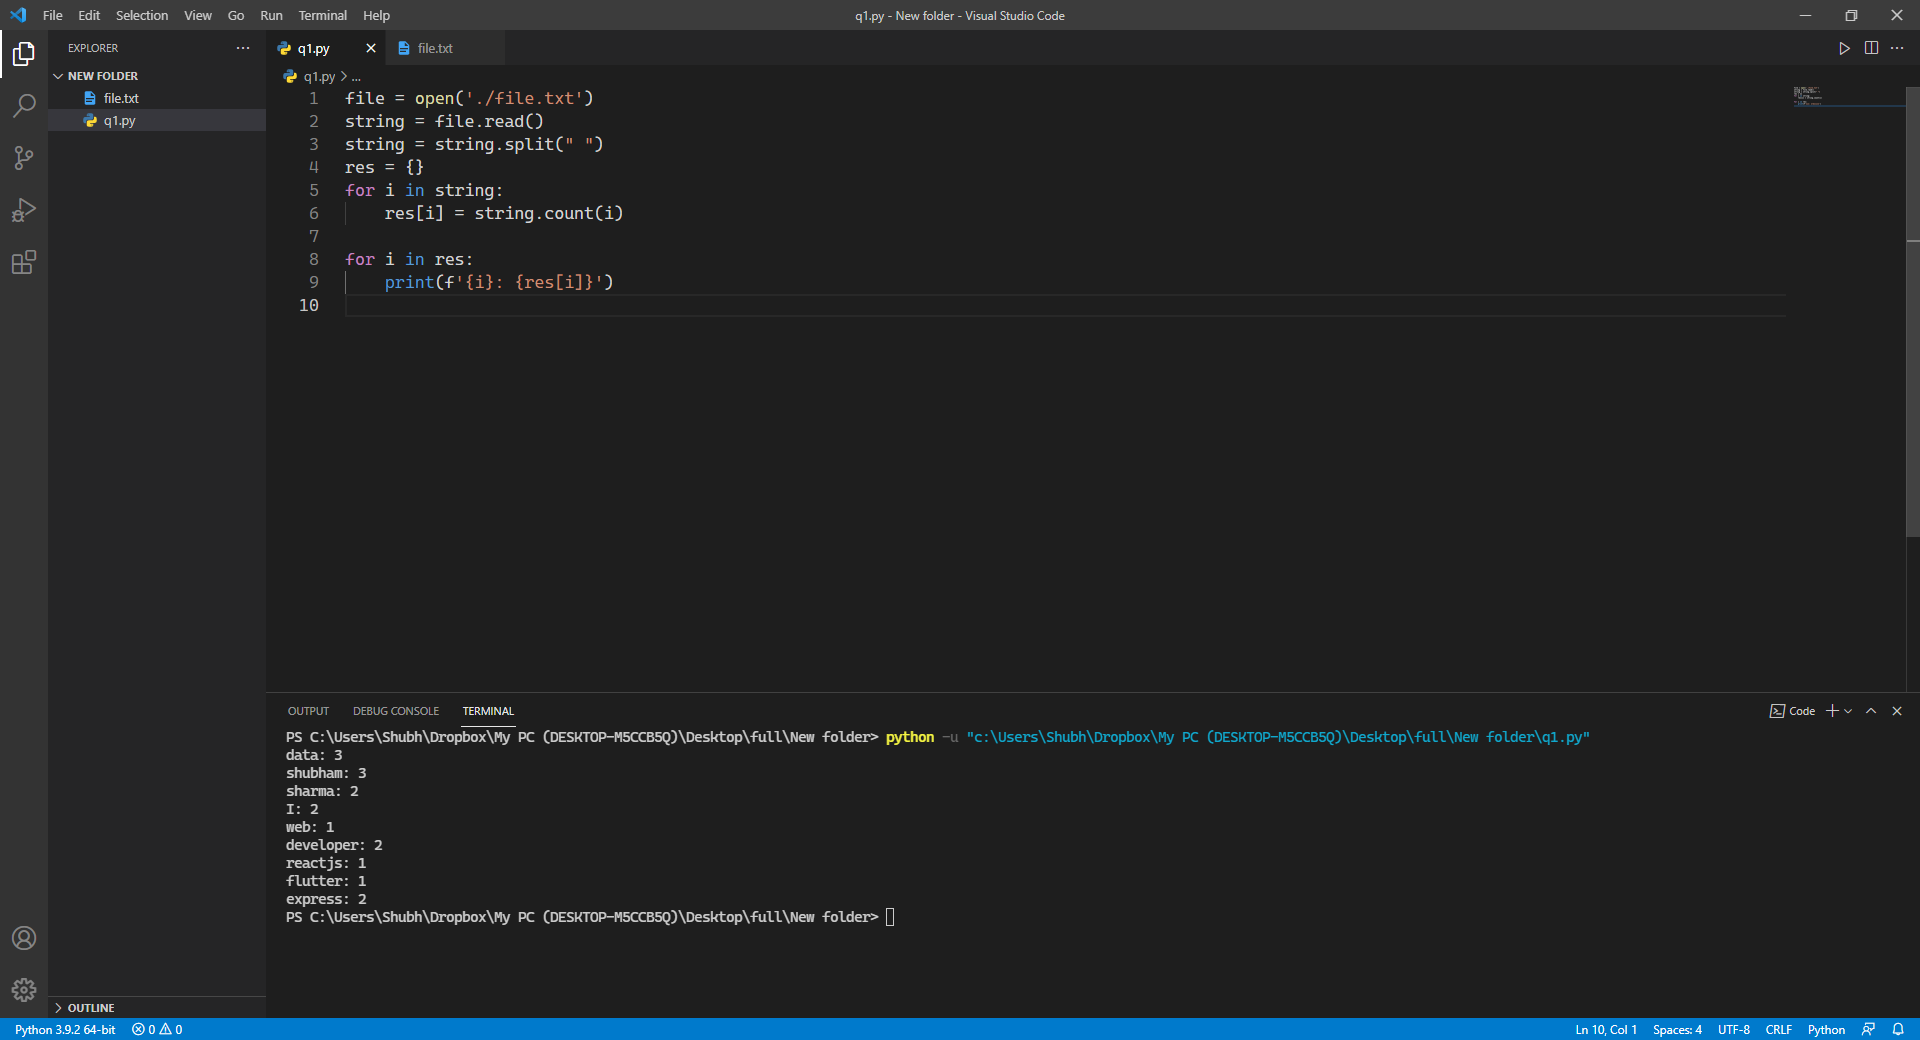 File Edit Selection View Go Run Terminal Help
q1.py - New folder - Visual Studio Code
EXPLORER
NEW FOLDER
file.txt
q1.py
OUTLINE
q1.py file.txt
q1.py > ...
1 file = open('./file.txt')
2 string = file.read()
3 string = string.split(" ")
4 res = {}
5 for i in string:
6     res[i] = string.count(i)
7
8 for i in res:
9     print(f'{i}: {res[i]}')
10
OUTPUT DEBUG CONSOLE TERMINAL
Code
PS C:\Users\Shubh\Dropbox\My PC (DESKTOP-M5CCB5Q)\Desktop\full\New folder> python -u "c:\Users\Shubh\Dropbox\My PC (DESKTOP-M5CCB5Q)\Desktop\full\New folder\q1.py"
data: 3
shubham: 3
sharma: 2
I: 2
web: 1
developer: 2
reactjs: 1
flutter: 1
express: 2
PS C:\Users\Shubh\Dropbox\My PC (DESKTOP-M5CCB5Q)\Desktop\full\New folder>
Python 3.9.2 64-bit 0 0
Ln 10, Col 1 Spaces: 4 UTF-8 CRLF Python